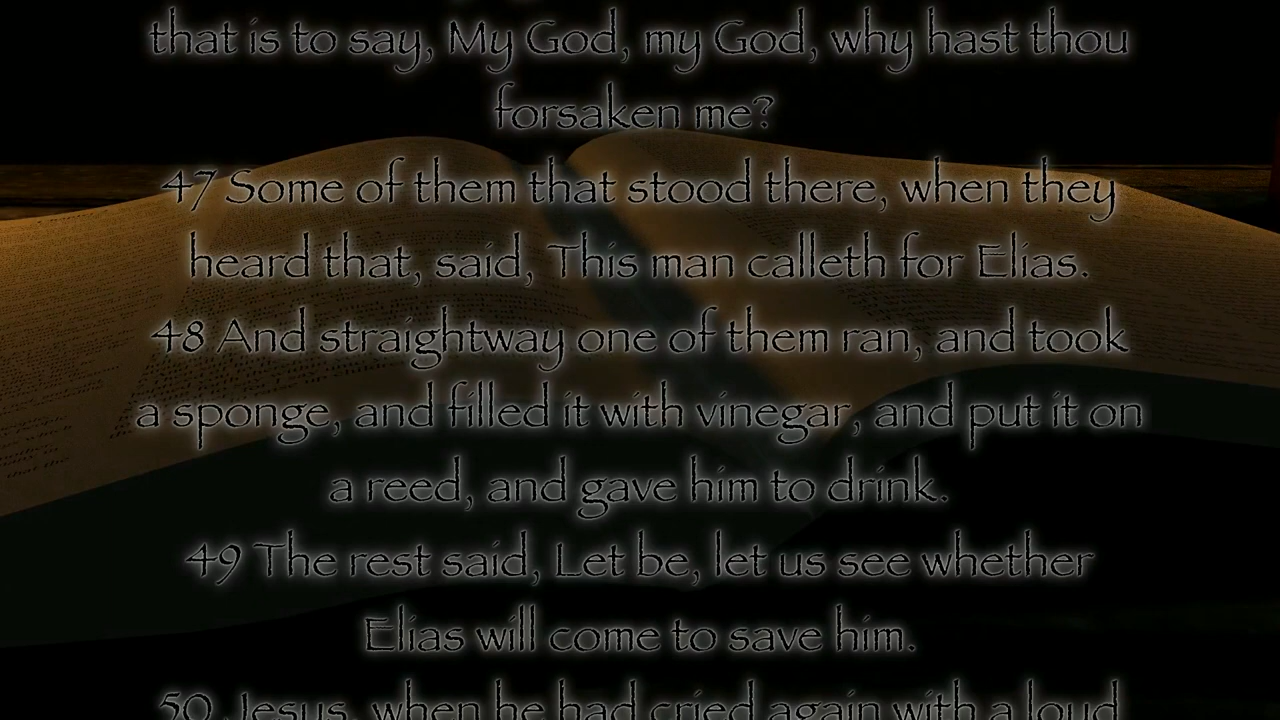 that is to say, My God, my God, why hast thou
forsaken me?
47 Some of them that stood there, when they
heard that, said, This man calleth for Elias.
48 And straightway one of them ran, and took
a sponge, and filled it with vinegar, and put it on
a reed, and gave him to drink.
49 The rest said, Let be, let us see whether
Elias will come to save him.
50 Jesus, when he had cried again with a loud